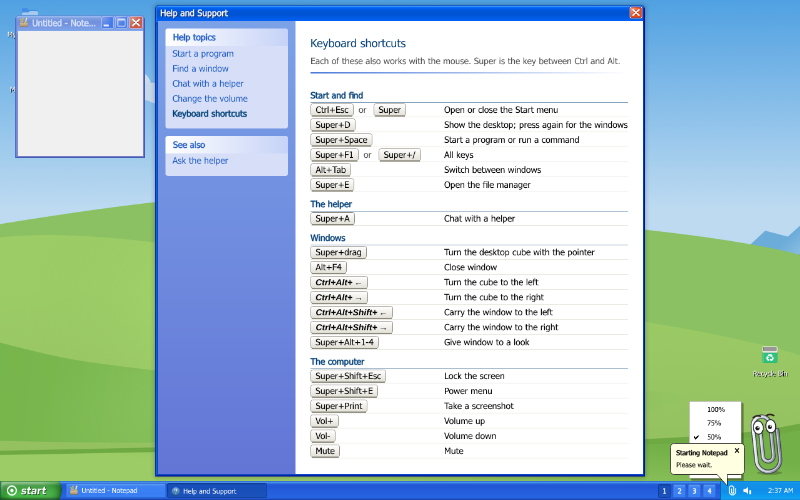 Untitled - Note...
Help and Support
Help topics
Start a program
Find a window
Chat with a helper
Change the volume
Keyboard shortcuts
See also
Ask the helper
Keyboard shortcuts
Each of these also works with the mouse. Super is the key between Ctrl and Alt.
Start and find
Ctrl+Esc or Super Open or close the Start menu
Super+D Show the desktop; press again for the windows
Super+Space Start a program or run a command
Super+F1 or Super+/ All keys
Alt+Tab Switch between windows
Super+E Open the file manager
The helper
Super+A Chat with a helper
Windows
Super+drag Turn the desktop cube with the pointer
Alt+F4 Close window
Ctrl+Alt+ ← Turn the cube to the left
Ctrl+Alt+ → Turn the cube to the right
Ctrl+Alt+Shift+ ← Carry the window to the left
Ctrl+Alt+Shift+ → Carry the window to the right
Super+Alt+1-4 Give window to a look
The computer
Super+Shift+Esc Lock the screen
Super+Shift+E Power menu
Super+Print Take a screenshot
Vol+ Volume up
Vol- Volume down
Mute Mute
Recycle Bin
100%
75%
✔ 50%
Starting Notepad x
Please wait.
start
Untitled - Notepad
Help and Support
1 2 3 4
2:37 AM